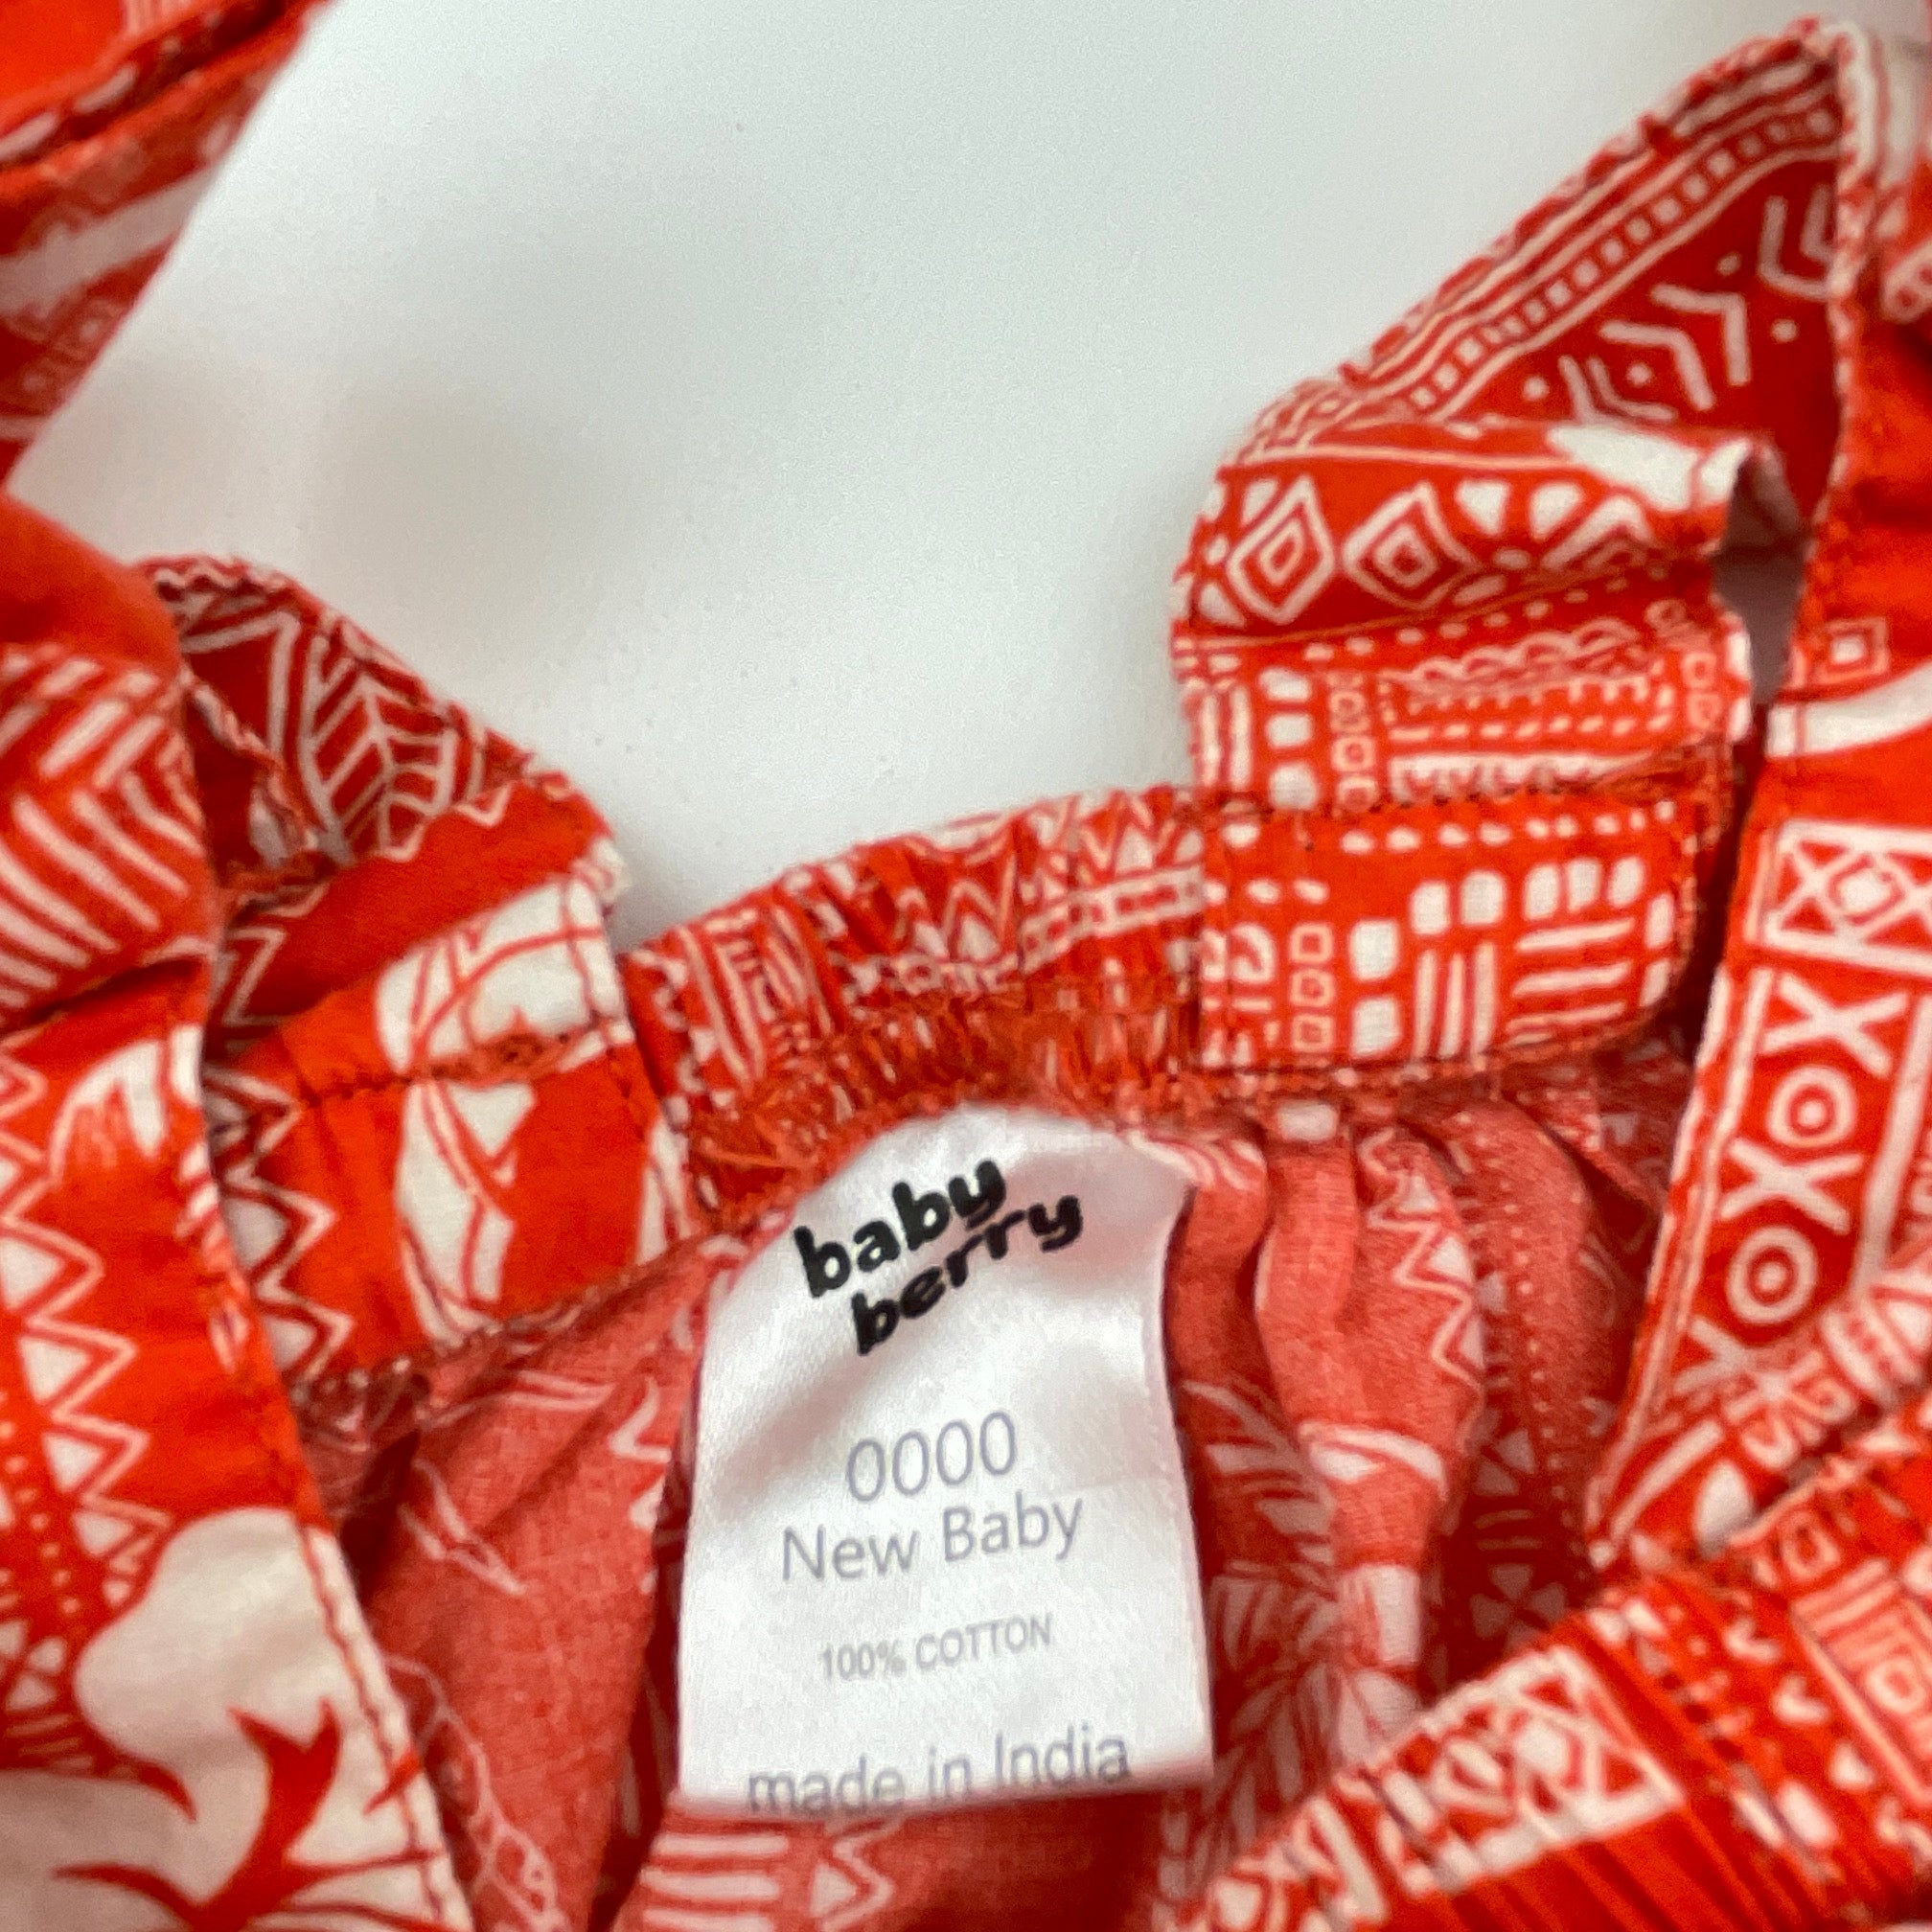 baby
berry
0000
New Baby
100% COTTON
made in India